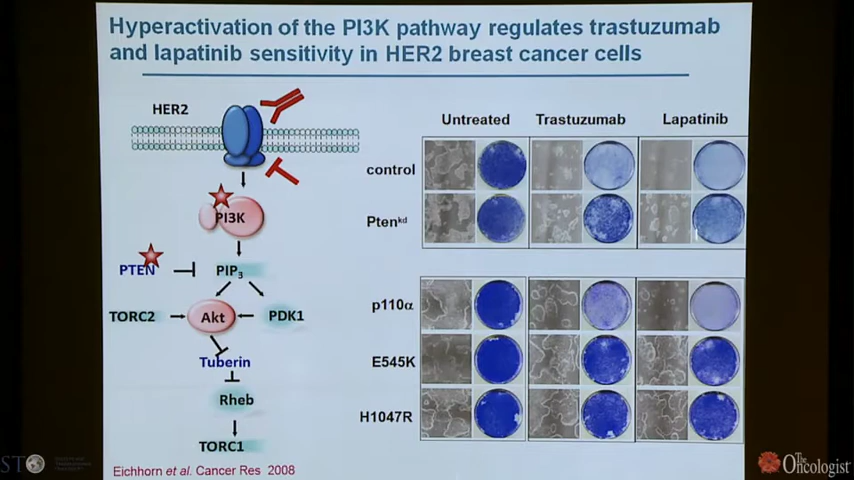 Hyperactivation of the PI3K pathway regulates trastuzumab
and lapatinib sensitivity in HER2 breast cancer cells
HER2
Untreated Trastuzumab Lapatinib
control
Ptenkd
PI3K
PTEN PIP3
p110α
TORC2 Akt PDK1
Tuberin
E545K
Rheb
H1047R
TORC1
Eichhorn et al. Cancer Res 2008
ST
The
Oncologist